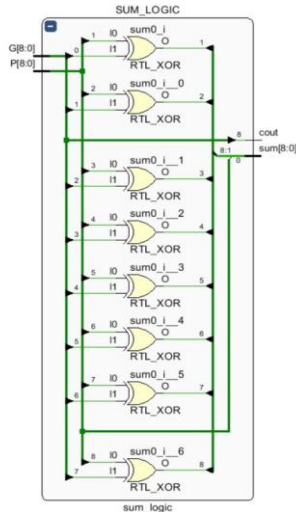 SUM_LOGIC
G[8:0]
P[8:0]
0 1 I0 sum0_i O 1
I1 RTL_XOR
2 I0 sum0_i__0 O 2
1 I1 RTL_XOR
8 cout
8:1 sum[8:0]
0
3 I0 sum0_i__1 O 3
2 I1 RTL_XOR
4 I0 sum0_i__2 O 4
3 I1 RTL_XOR
5 I0 sum0_i__3 O 5
4 I1 RTL_XOR
6 I0 sum0_i__4 O 6
5 I1 RTL_XOR
7 I0 sum0_i__5 O 7
6 I1 RTL_XOR
8 I0 sum0_i__6 O 8
7 I1 RTL_XOR
sum_logic